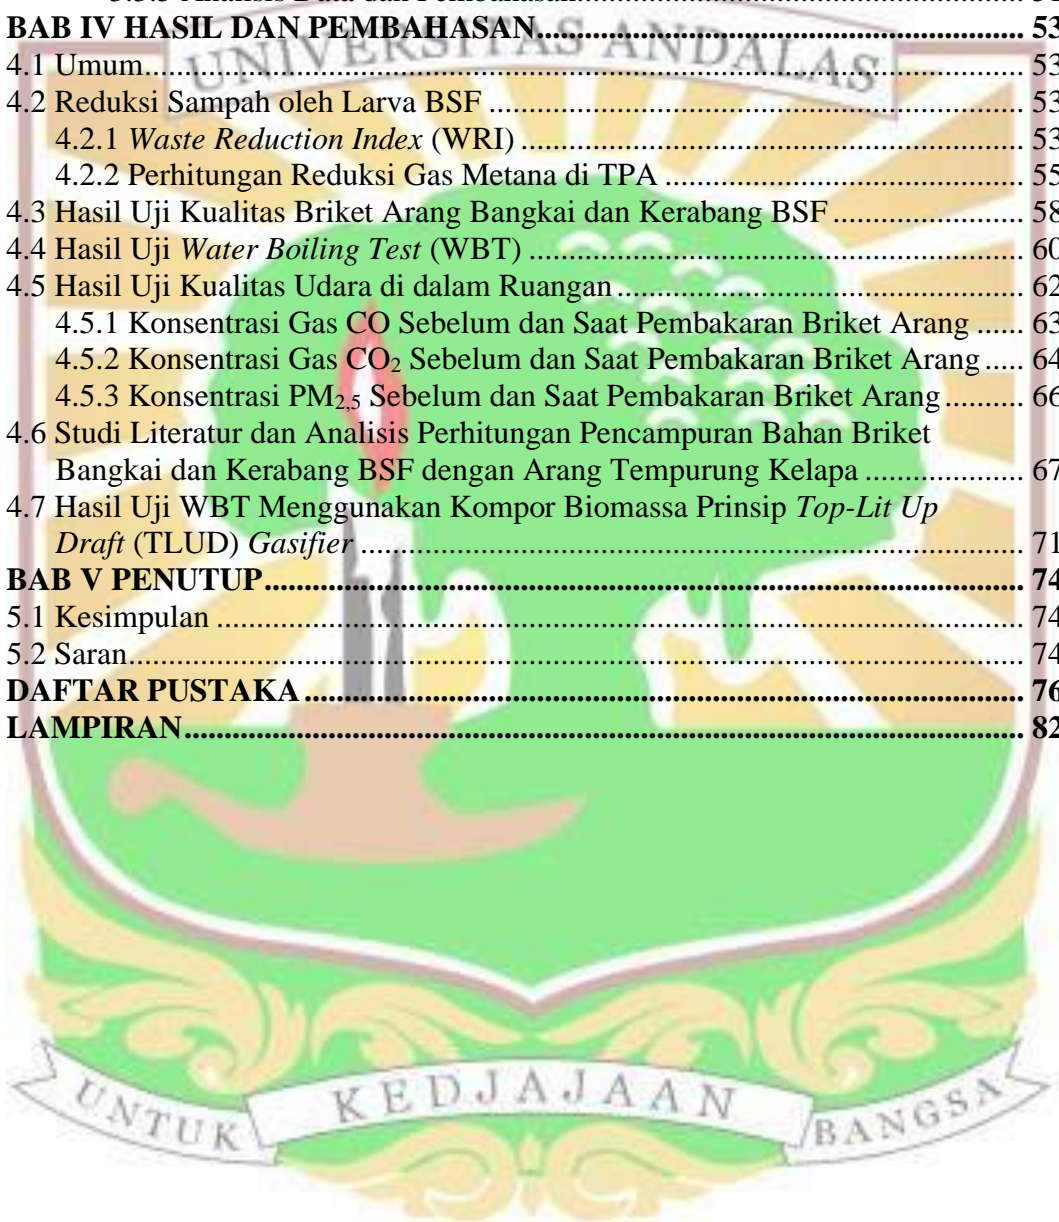 BAB IV HASIL DAN PEMBAHASAN.................................................. 53
UNIVERSITAS ANDALAS
4.1 Umum.................................................. 53
4.2 Reduksi Sampah oleh Larva BSF .................................................. 53
4.2.1 Waste Reduction Index (WRI) .................................................. 53
4.2.2 Perhitungan Reduksi Gas Metana di TPA .................................................. 55
4.3 Hasil Uji Kualitas Briket Arang Bangkai dan Kerabang BSF .............................. 58
4.4 Hasil Uji Water Boiling Test (WBT) .................................................. 60
4.5 Hasil Uji Kualitas Udara di dalam Ruangan .................................................. 62
4.5.1 Konsentrasi Gas CO Sebelum dan Saat Pembakaran Briket Arang ...... 63
4.5.2 Konsentrasi Gas CO₂ Sebelum dan Saat Pembakaran Briket Arang ..... 64
4.5.3 Konsentrasi PM₂,₅ Sebelum dan Saat Pembakaran Briket Arang .......... 66
4.6 Studi Literatur dan Analisis Perhitungan Pencampuran Bahan Briket
Bangkai dan Kerabang BSF dengan Arang Tempurung Kelapa .................... 67
4.7 Hasil Uji WBT Menggunakan Kompor Biomassa Prinsip Top-Lit Up
Draft (TLUD) Gasifier .................................................. 71
BAB V PENUTUP.................................................. 74
5.1 Kesimpulan .................................................. 74
5.2 Saran.................................................. 74
DAFTAR PUSTAKA .................................................. 76
LAMPIRAN.................................................. 82
UNTUK KEDJAJAAN BANGSA